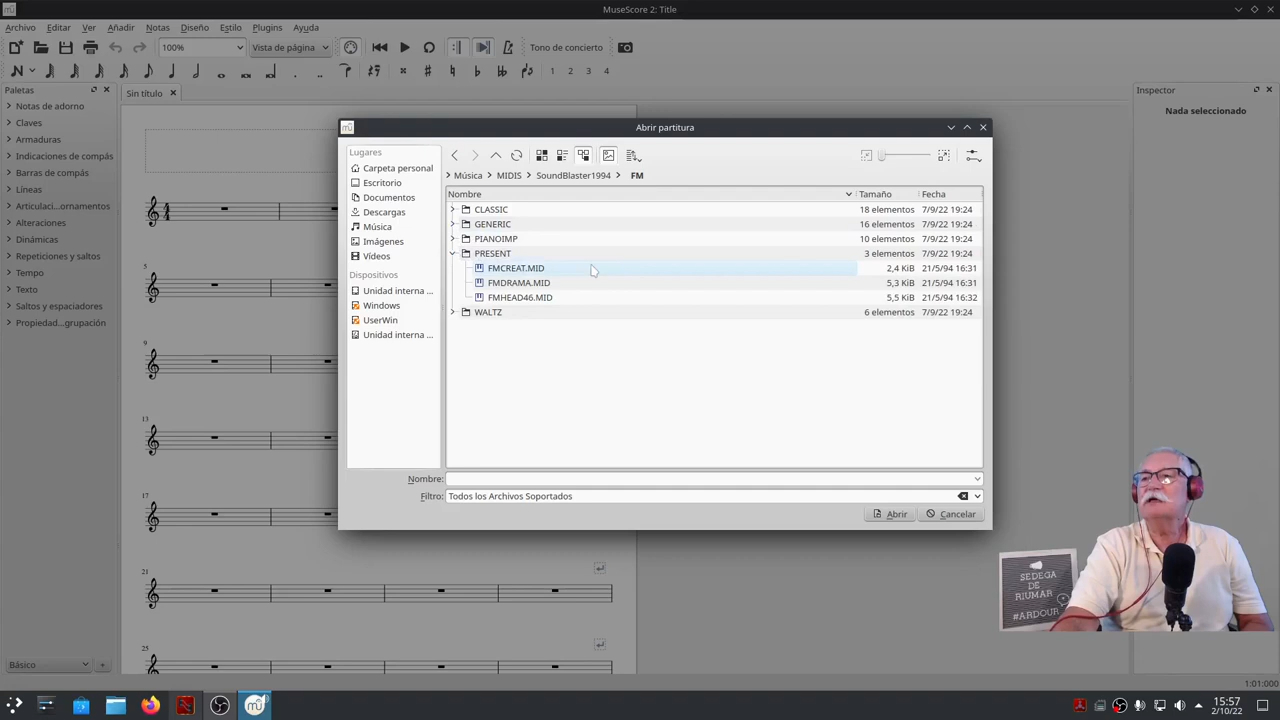 MuseScore 2: Title
Archivo Editar Ver Añadir Notas Diseño Estilo Plugins Ayuda
100% Vista de página Tono de concierto
1 2 3 4
Paletas
Sin título
Inspector
Nada seleccionado
Notas de adorno
Claves
Armaduras
Indicaciones de compás
Barras de compás
Líneas
Articulaci...ornamentos
Alteraciones
Dinámicas
Repeticiones y saltos
Tempo
Texto
Saltos y espaciadores
Propiedad...grupación
Básico
Abrir partitura
Lugares
Carpeta personal
Escritorio
Documentos
Descargas
Música
Imágenes
Vídeos
Dispositivos
Unidad interna ...
Windows
UserWin
Unidad interna ...
Música MIDIS SoundBlaster1994 FM
Nombre Tamaño Fecha
CLASSIC 18 elementos 7/9/22 19:24
GENERIC 16 elementos 7/9/22 19:24
PIANOIMP 10 elementos 7/9/22 19:24
PRESENT 3 elementos 7/9/22 19:24
FMCREAT.MID 2,4 KiB 21/5/94 16:31
FMDRAMA.MID 5,3 KiB 21/5/94 16:31
FMHEAD46.MID 5,5 KiB 21/5/94 16:32
WALTZ 6 elementos 7/9/22 19:24
Nombre:
Filtro: Todos los Archivos Soportados
Abrir Cancelar
9
13
17
21
25
SEDEGA
DE
RIUMAR
#ARDOUR
1:01:000
15:57
2/10/22